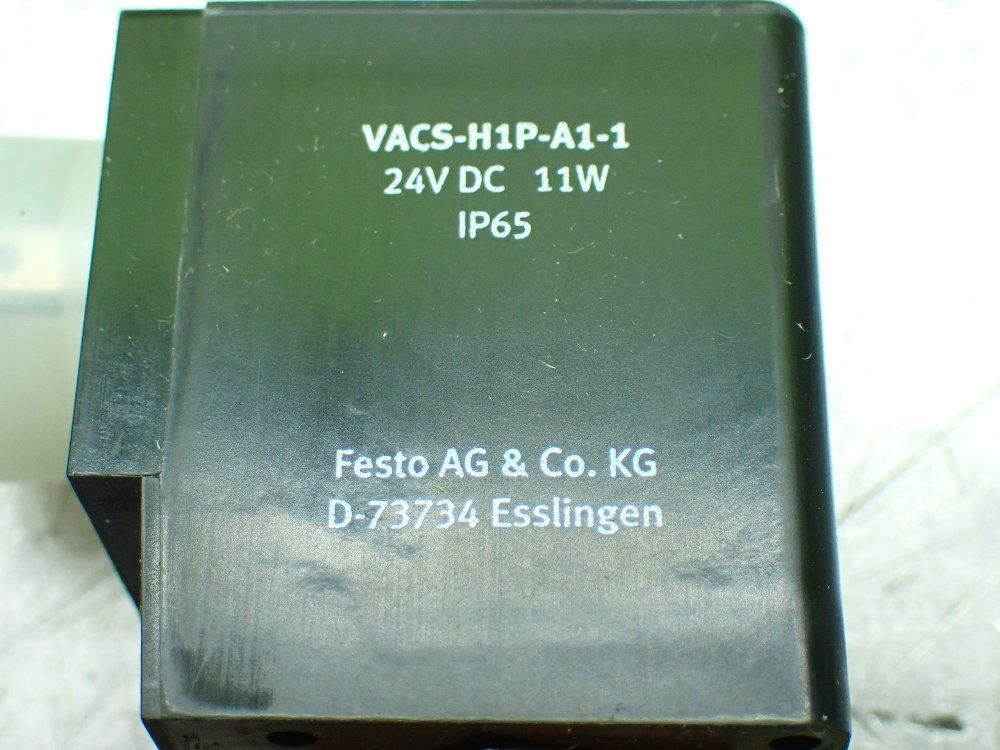 VACS-H1P-A1-1
24V DC 11W
IP65
Festo AG & Co. KG
D-73734 Esslingen